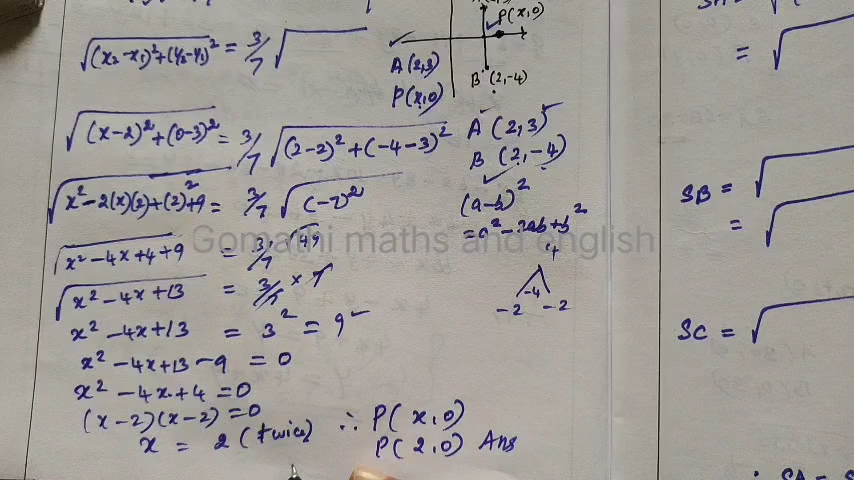 P(x,0)
√(x₂-x₁)²+(y₂-y₁)² = 3/7 √
A(2,3)
P(x,0)
B (2,-4)
√(x-2)²+(0-3)² = 3/7 √(2-2)²+(-4-3)²
A (2,3)
B (2,-4)
√x²-2(x)(2)+(2)²+9 = 3/7 √(-7)²
(a-b)²
= a²-2ab+b²
√x²-4x+4+9 = 3/7 √49
√x²-4x+13 = 3/7 × 7
4
-4
-2 -2
x²-4x+13 = 3² = 9
x²-4x+13-9 = 0
x²-4x+4 = 0
(x-2)(x-2) = 0
x = 2 (twice)
∴ P(x,0)
P(2,0) Ans
= √
SB = √
= √
SC = √
Gomathi maths and english